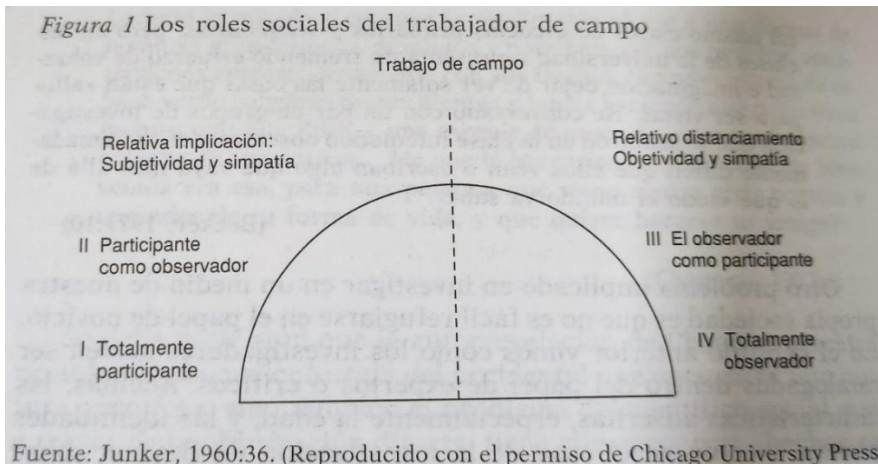 Figura 1 Los roles sociales del trabajador de campo
Trabajo de campo
Relativa implicación:
Subjetividad y simpatía
Relativo distanciamiento
Objetividad y simpatía
II Participante
como observador
III El observador
como participante
I Totalmente
participante
IV Totalmente
observador
Fuente: Junker, 1960:36. (Reproducido con el permiso de Chicago University Press